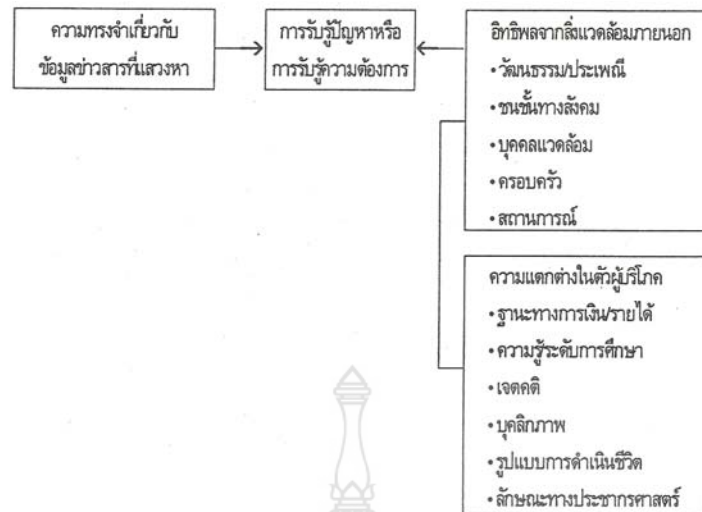 ความทรงจำเกี่ยวกับ
ข้อมูลข่าวสารที่แสวงหา
การรับรู้ปัญหาหรือ
การรับรู้ความต้องการ
อิทธิพลจากสิ่งแวดล้อมภายนอก
•วัฒนธรรม/ประเพณี
•ชนชั้นทางสังคม
•บุคคลแวดล้อม
•ครอบครัว
•สถานการณ์
ความแตกต่างในตัวผู้บริโภค
•ฐานะทางการเงิน/รายได้
•ความรู้ระดับการศึกษา
•เจตคติ
•บุคลิกภาพ
•รูปแบบการดำเนินชีวิต
•ลักษณะทางประชากรศาสตร์